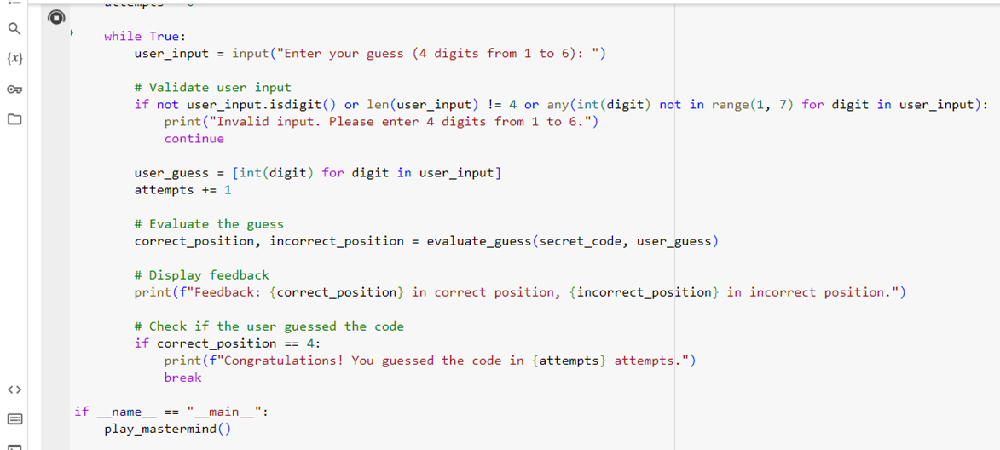 while True:
user_input = input("Enter your guess (4 digits from 1 to 6): ")
# Validate user input
if not user_input.isdigit() or len(user_input) != 4 or any(int(digit) not in range(1, 7) for digit in user_input):
print("Invalid input. Please enter 4 digits from 1 to 6.")
continue
user_guess = [int(digit) for digit in user_input]
attempts += 1
# Evaluate the guess
correct_position, incorrect_position = evaluate_guess(secret_code, user_guess)
# Display feedback
print(f"Feedback: {correct_position} in correct position, {incorrect_position} in incorrect position.")
# Check if the user guessed the code
if correct_position == 4:
print(f"Congratulations! You guessed the code in {attempts} attempts.")
break
if __name__ == "__main__":
play_mastermind()